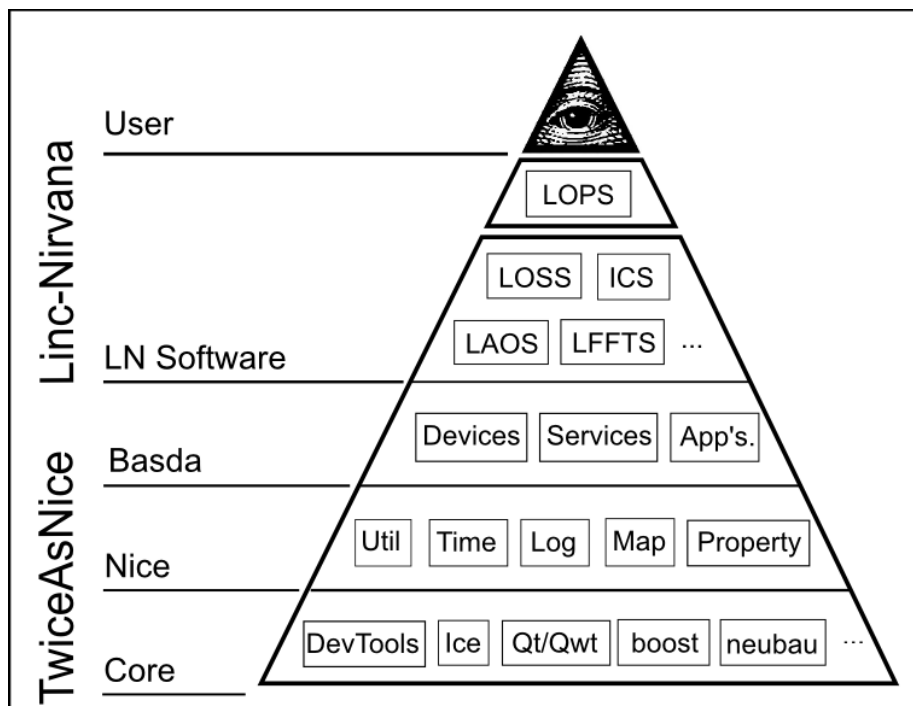 User
LOPS
LOSS ICS
LAOS LFFTS ...
LN Software
Linc-Nirvana
Devices Services App's.
Basda
Util Time Log Map Property
Nice
DevTools Ice Qt/Qwt boost neubau ...
Core
TwiceAsNice